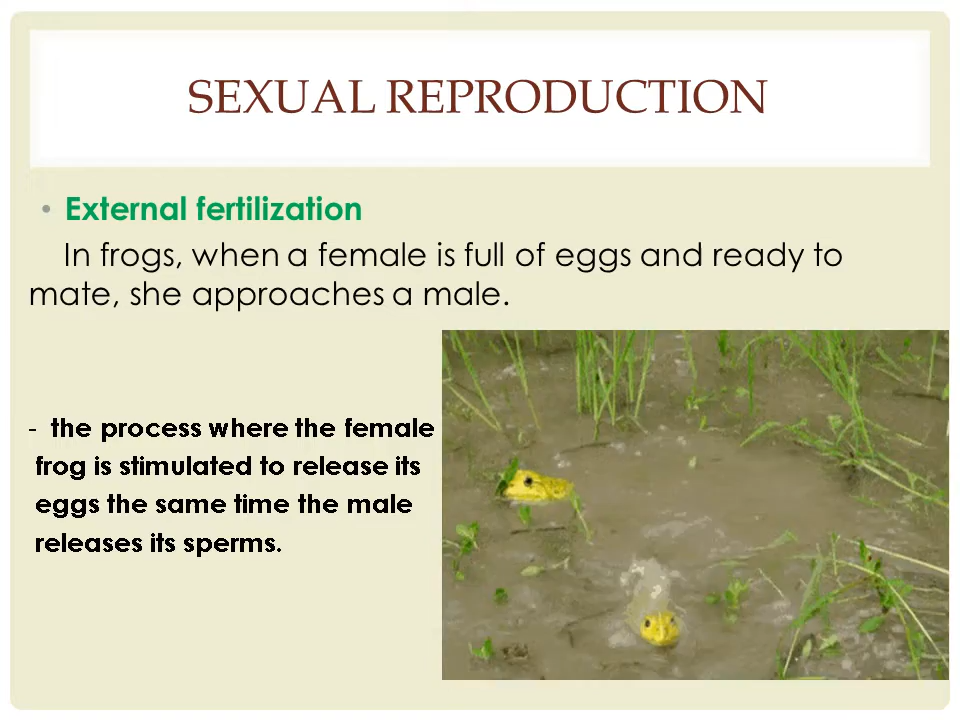 SEXUAL REPRODUCTION
• External fertilization
In frogs, when a female is full of eggs and ready to
mate, she approaches a male.
- the process where the female
frog is stimulated to release its
eggs the same time the male
releases its sperms.